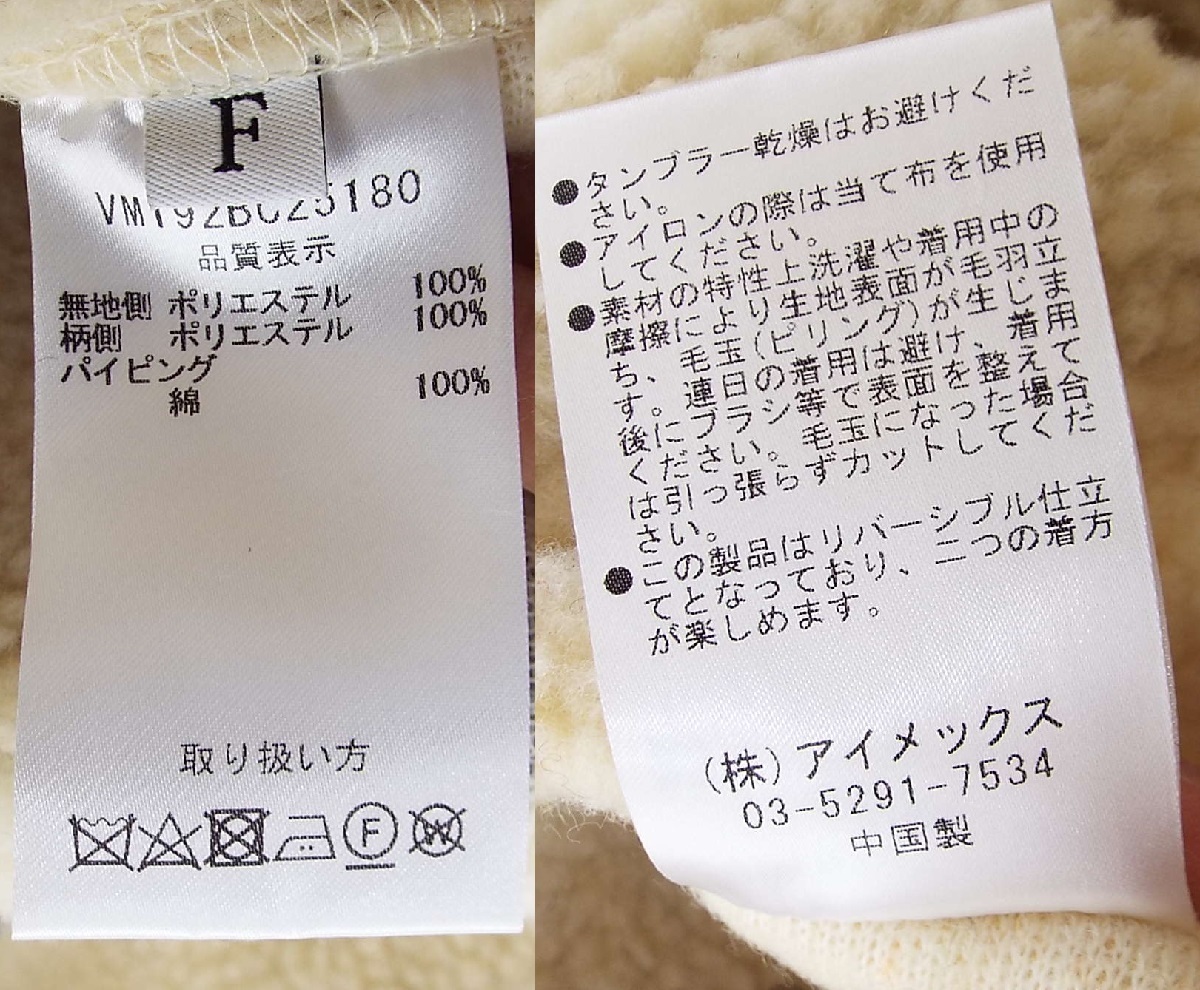 F
VM192BC25180
品質表示
無地側 ポリエステル 100%
柄側 ポリエステル 100%
パイピング
綿 100%
取り扱い方
F
W
●タンブラー乾燥はお避けくだ
さい。
●アイロンの際は当て布を使用
してください。
●素材の特性上洗濯や着用中の
摩擦により生地表面が毛羽立
ち、毛玉(ピリング)が生じま
す。連日の着用は避け、着用
後にブラシ等で表面を整えて
ください。毛玉になった場合
は引っ張らずカットしてくだ
さい。
●この製品はリバーシブル仕立
てとなっており、二つの着方
が楽しめます。
(株)アイメックス
03-5291-7534
中国製